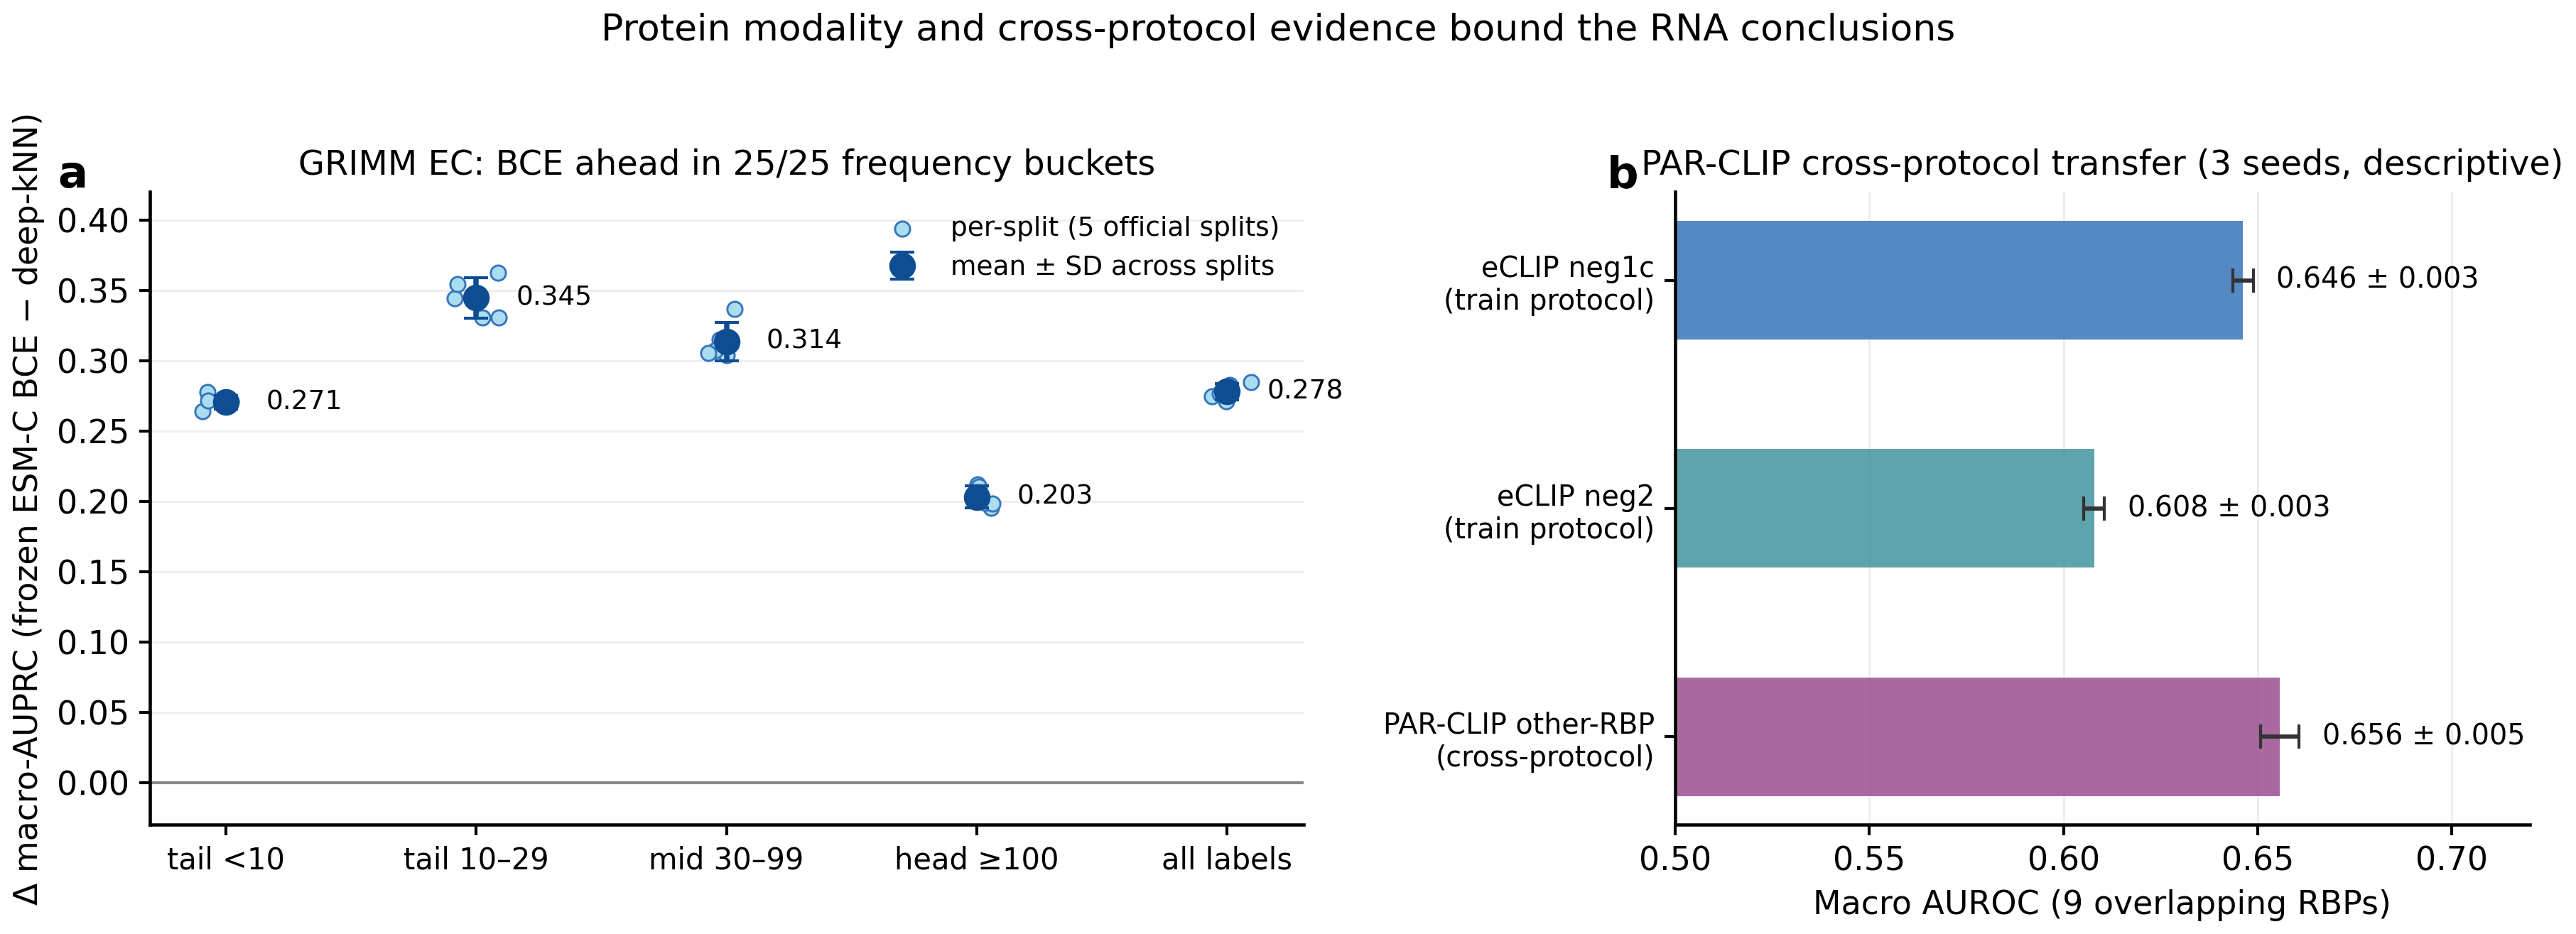 Protein modality and cross-protocol evidence bound the RNA conclusions
a
GRIMM EC: BCE ahead in 25/25 frequency buckets
Δ macro-AUPRC (frozen ESM-C BCE − deep-kNN)
0.40
0.35
0.30
0.25
0.20
0.15
0.10
0.05
0.00
per-split (5 official splits)
mean ± SD across splits
0.271
0.345
0.314
0.203
0.278
tail <10
tail 10–29
mid 30–99
head ≥100
all labels
b
PAR-CLIP cross-protocol transfer (3 seeds, descriptive)
eCLIP neg1c
(train protocol)
0.646 ± 0.003
eCLIP neg2
(train protocol)
0.608 ± 0.003
PAR-CLIP other-RBP
(cross-protocol)
0.656 ± 0.005
0.50
0.55
0.60
0.65
0.70
Macro AUROC (9 overlapping RBPs)